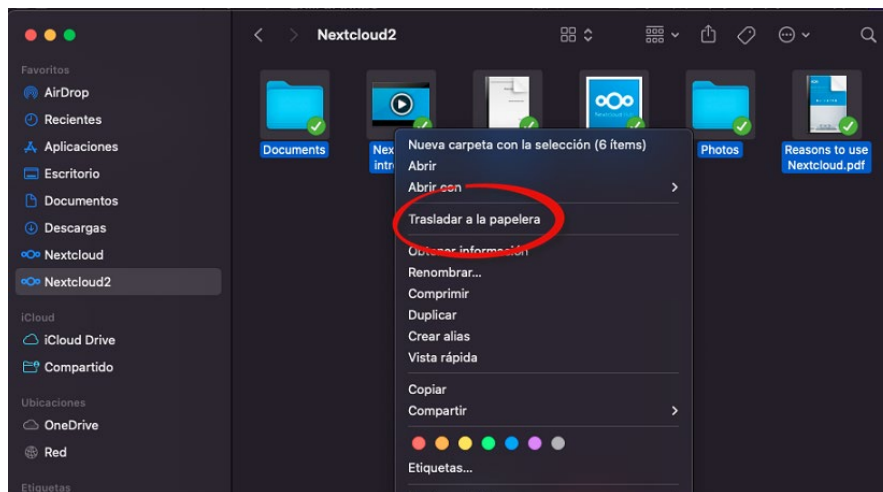 Nextcloud2
Favoritos
AirDrop
Recientes
Aplicaciones
Escritorio
Documentos
Descargas
Nextcloud
Nextcloud2
iCloud
iCloud Drive
Compartido
Ubicaciones
OneDrive
Red
Etiquetas
Documents
Nex
intr
Photos
Reasons to use
Nextcloud.pdf
Nueva carpeta con la selección (6 ítems)
Abrir
Abrir con
Trasladar a la papelera
Obtener información
Renombrar...
Comprimir
Duplicar
Crear alias
Vista rápida
Copiar
Compartir
Etiquetas...